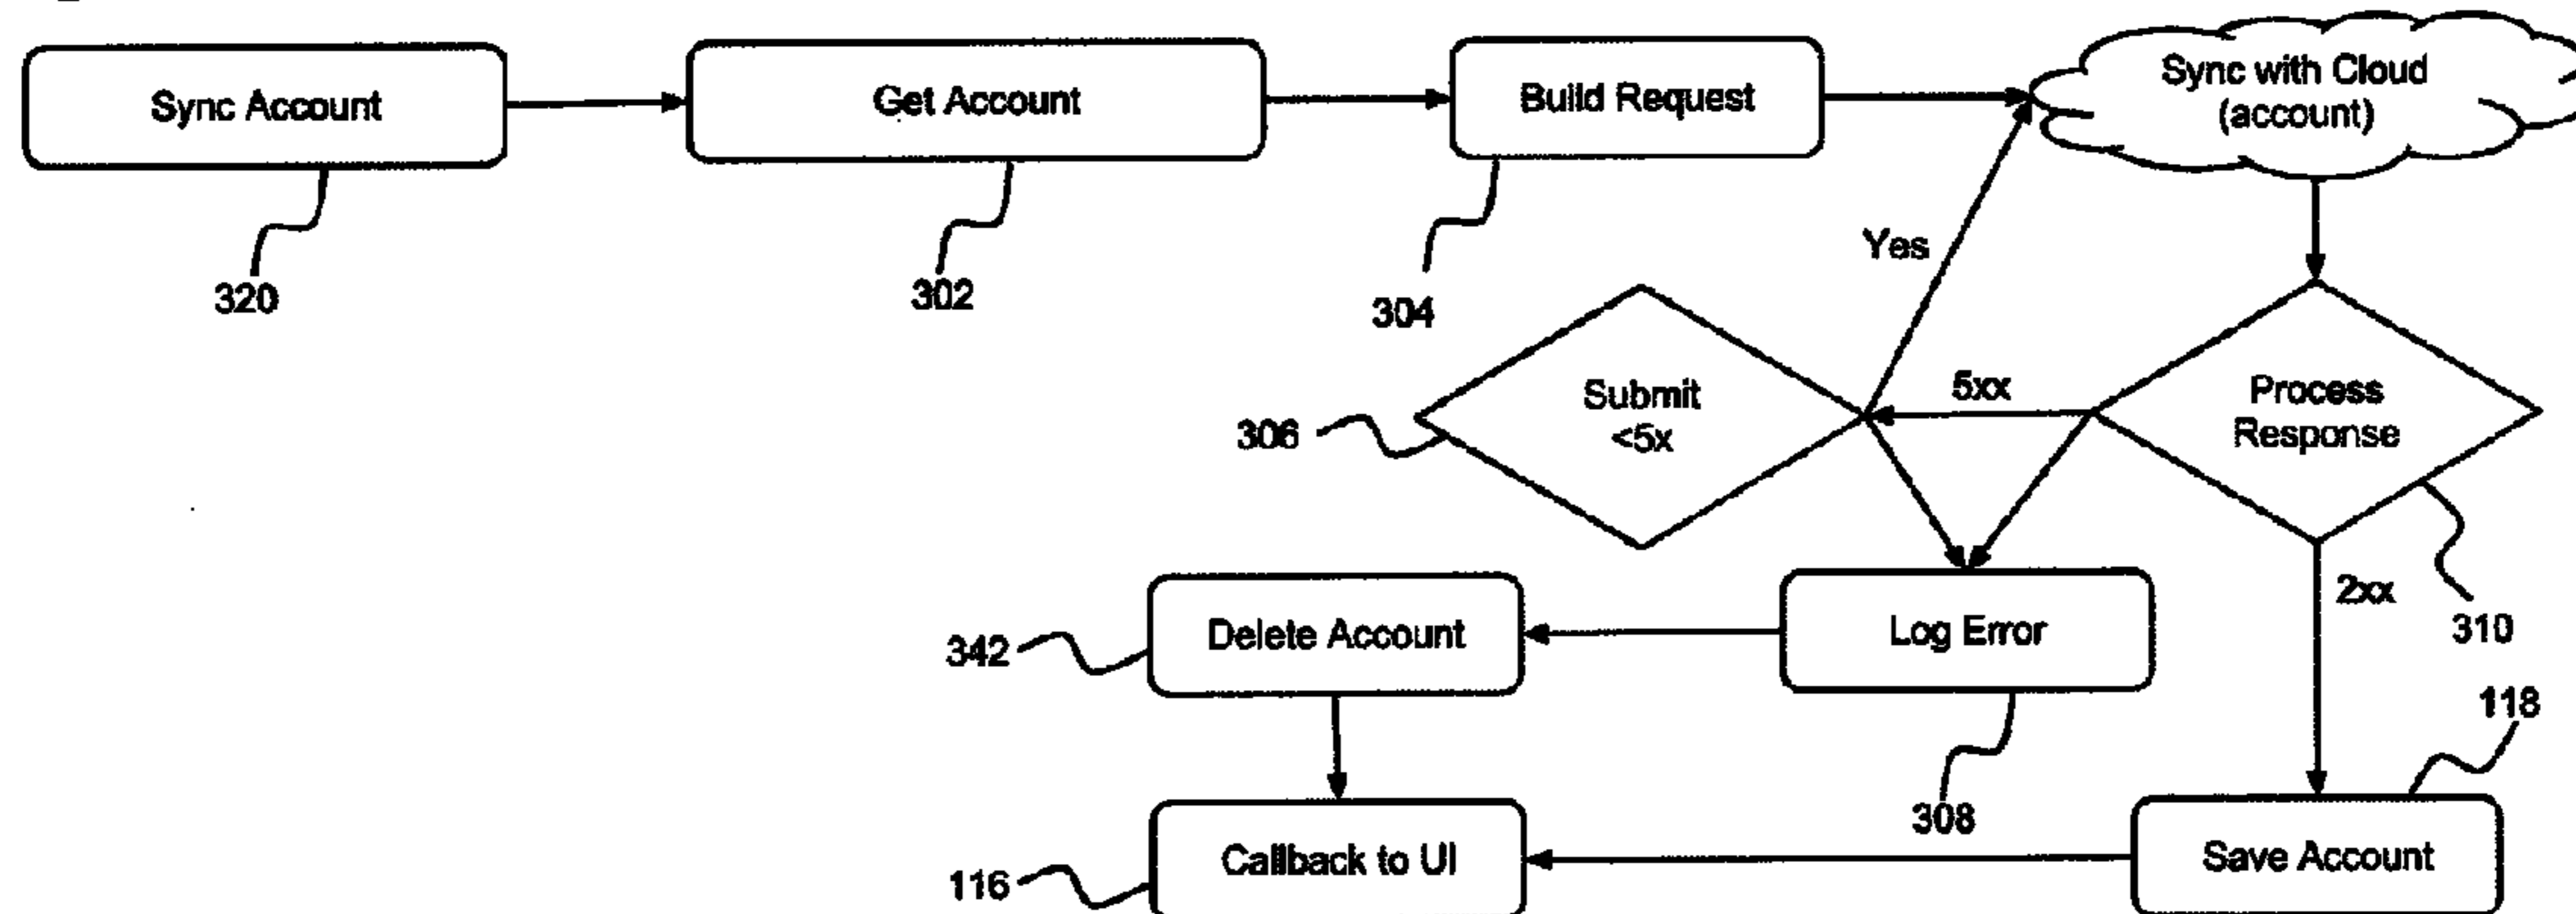 Sync Account
Get Account
Build Request
Sync with Cloud
(account)
320
302
304
Yes
Submit
<5x
306
5xx
Process
Response
310
2xx
342
Delete Account
Log Error
308
118
116
Callback to UI
Save Account